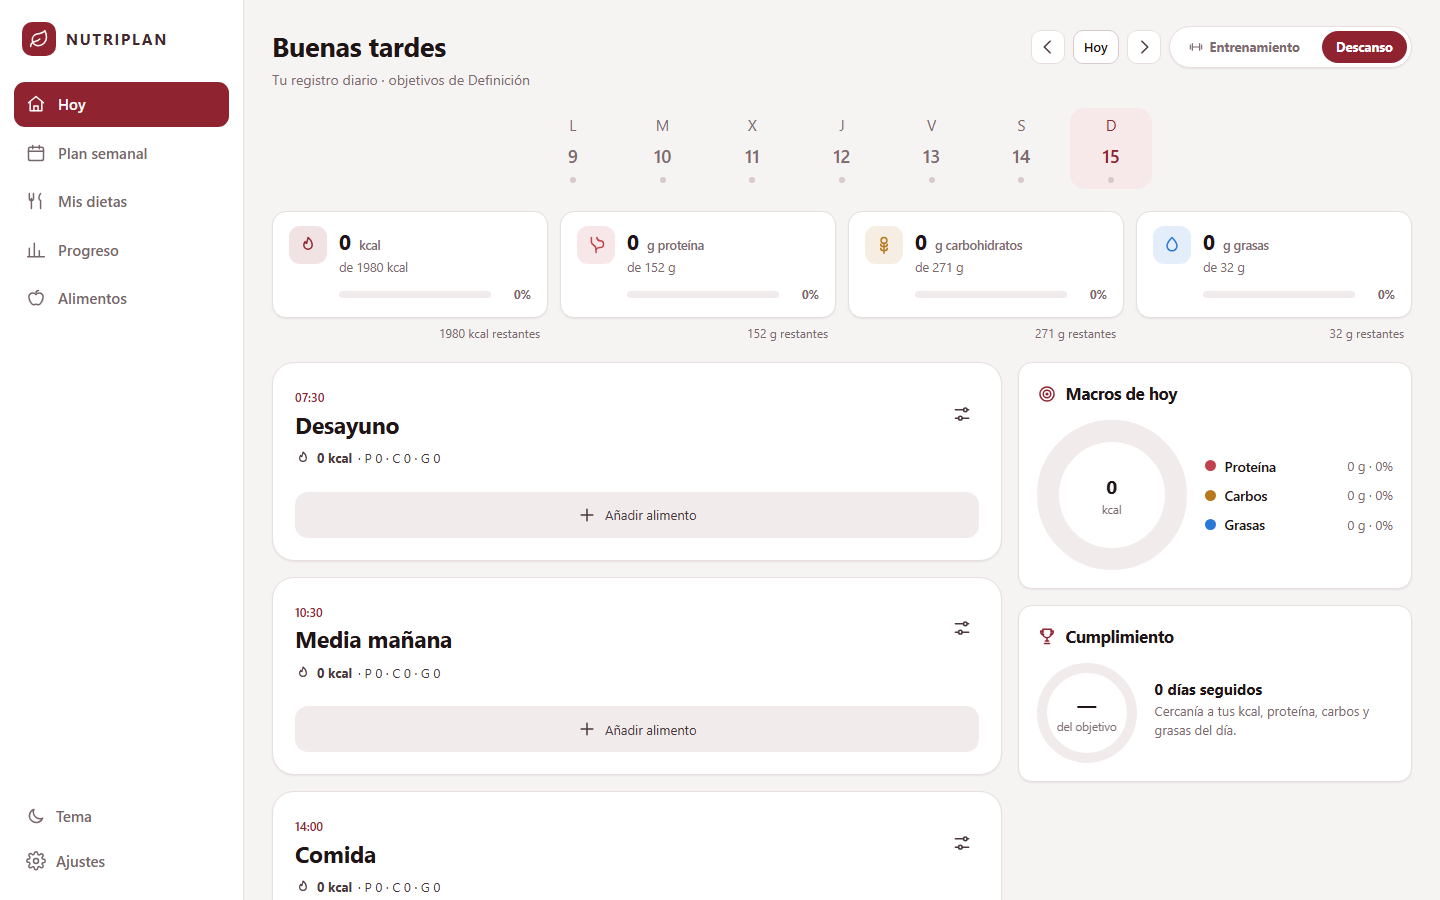 NUTRIPLAN
Hoy
Plan semanal
Mis dietas
Progreso
Alimentos
Tema
Ajustes
Buenas tardes
Tu registro diario · objetivos de Definición
Hoy
Entrenamiento
Descanso
L M X J V S D
9 10 11 12 13 14 15
0 kcal
de 1980 kcal
0%
1980 kcal restantes
0 g proteína
de 152 g
0%
152 g restantes
0 g carbohidratos
de 271 g
0%
271 g restantes
0 g grasas
de 32 g
0%
32 g restantes
07:30
Desayuno
0 kcal · P 0 · C 0 · G 0
Añadir alimento
10:30
Media mañana
0 kcal · P 0 · C 0 · G 0
Añadir alimento
14:00
Comida
0 kcal · P 0 · C 0 · G 0
Macros de hoy
0
kcal
Proteína 0 g · 0%
Carbos 0 g · 0%
Grasas 0 g · 0%
Cumplimiento
—
del objetivo
0 días seguidos
Cercanía a tus kcal, proteína, carbos y
grasas del día.